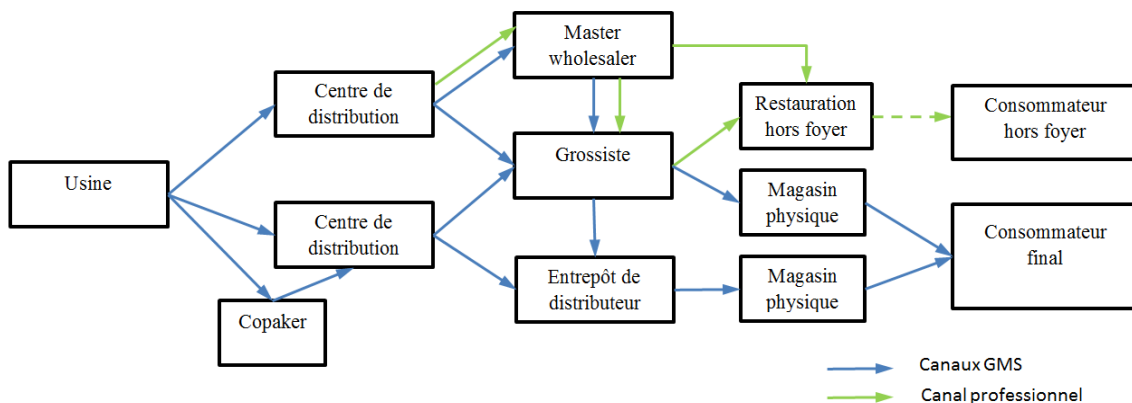 Usine
Copaker
Centre de
distribution
Centre de
distribution
Master
wholesaler
Grossiste
Entrepôt de
distributeur
Restauration
hors foyer
Magasin
physique
Magasin
physique
Consommateur
hors foyer
Consommateur
final
Canaux GMS
Canal professionnel